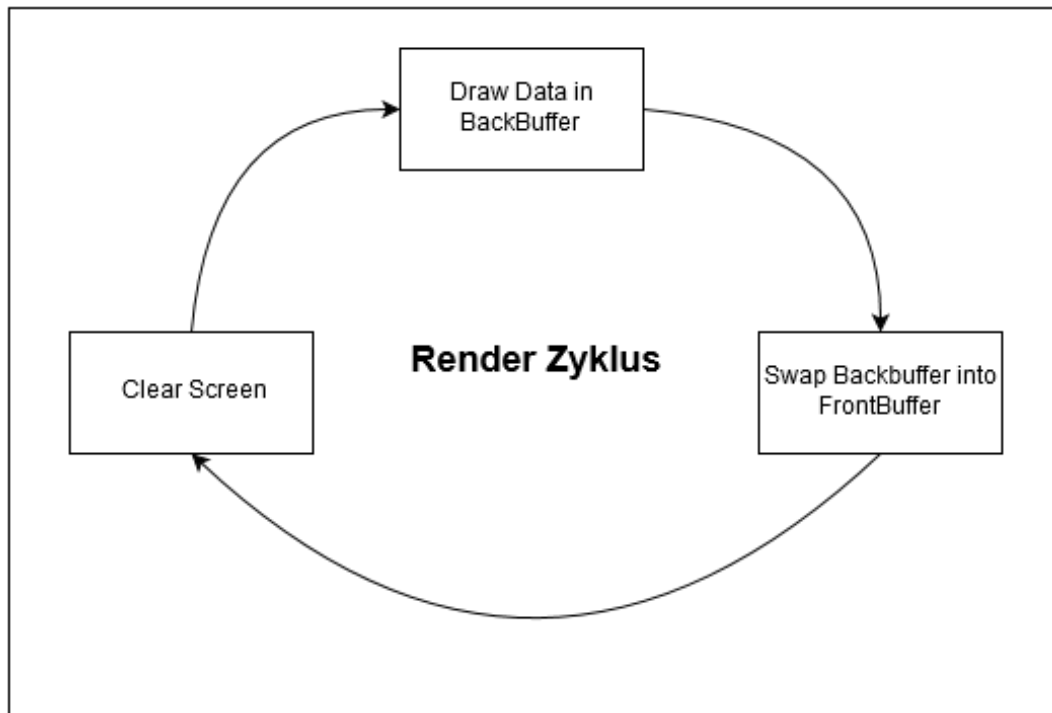 Draw Data in
BackBuffer
Render Zyklus
Clear Screen
Swap Backbuffer into
FrontBuffer